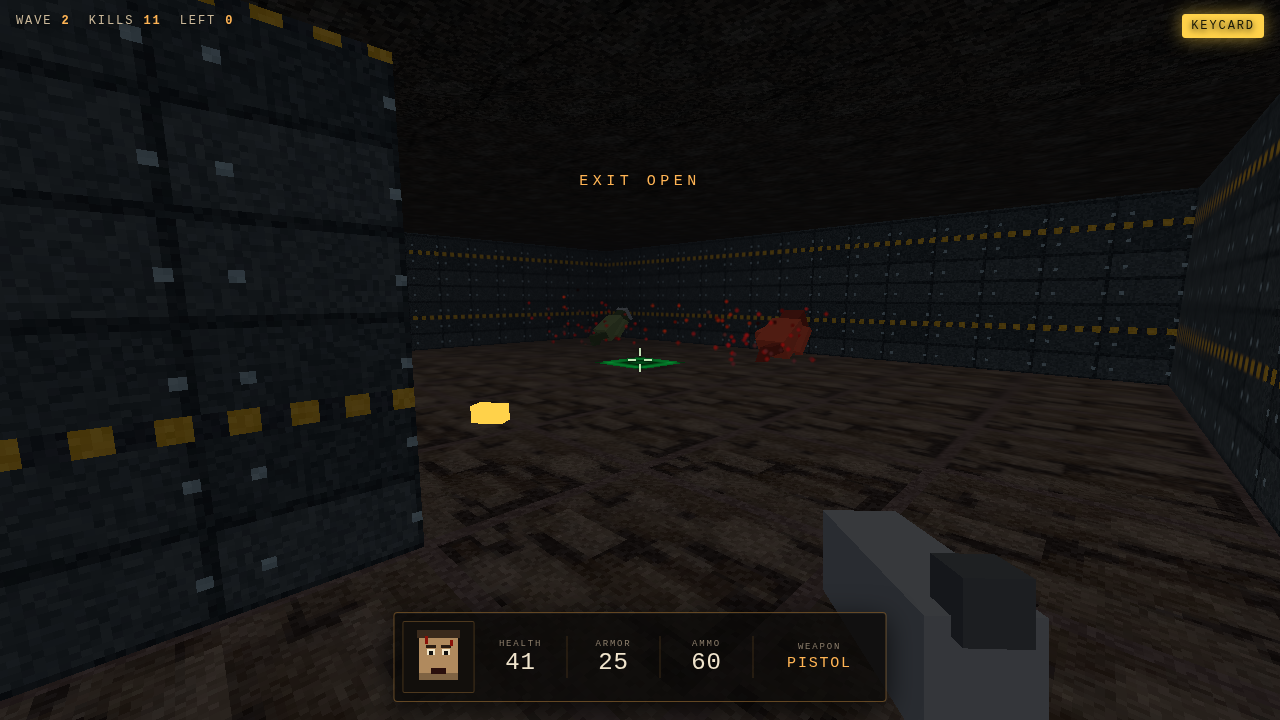 WAVE 2 KILLS 11 LEFT 0
KEYCARD
EXIT OPEN
HEALTH
41
ARMOR
25
AMMO
60
WEAPON
PISTOL